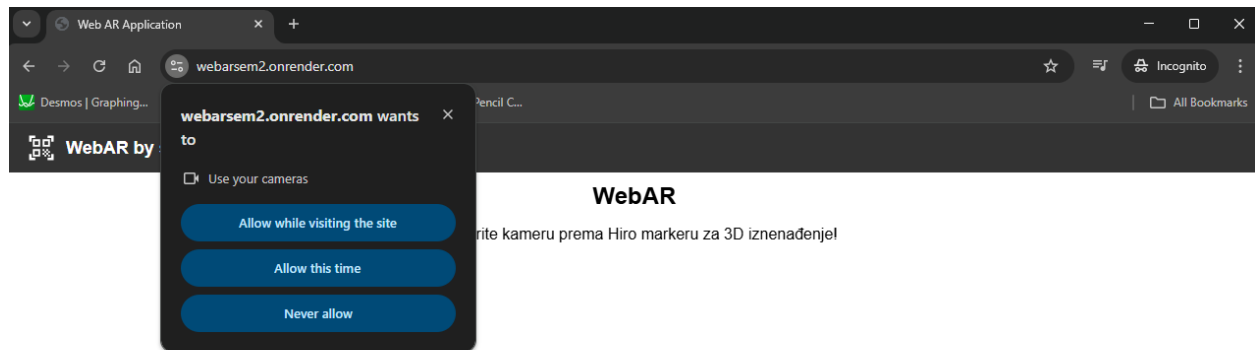 Web AR Application
webarsem2.onrender.com
Incognito
Desmos | Graphing...
Pencil C...
All Bookmarks
webarsem2.onrender.com wants
to
Use your cameras
Allow while visiting the site
Allow this time
Never allow
WebAR by
WebAR
kameru prema Hiro markeru za 3D iznenađenje!